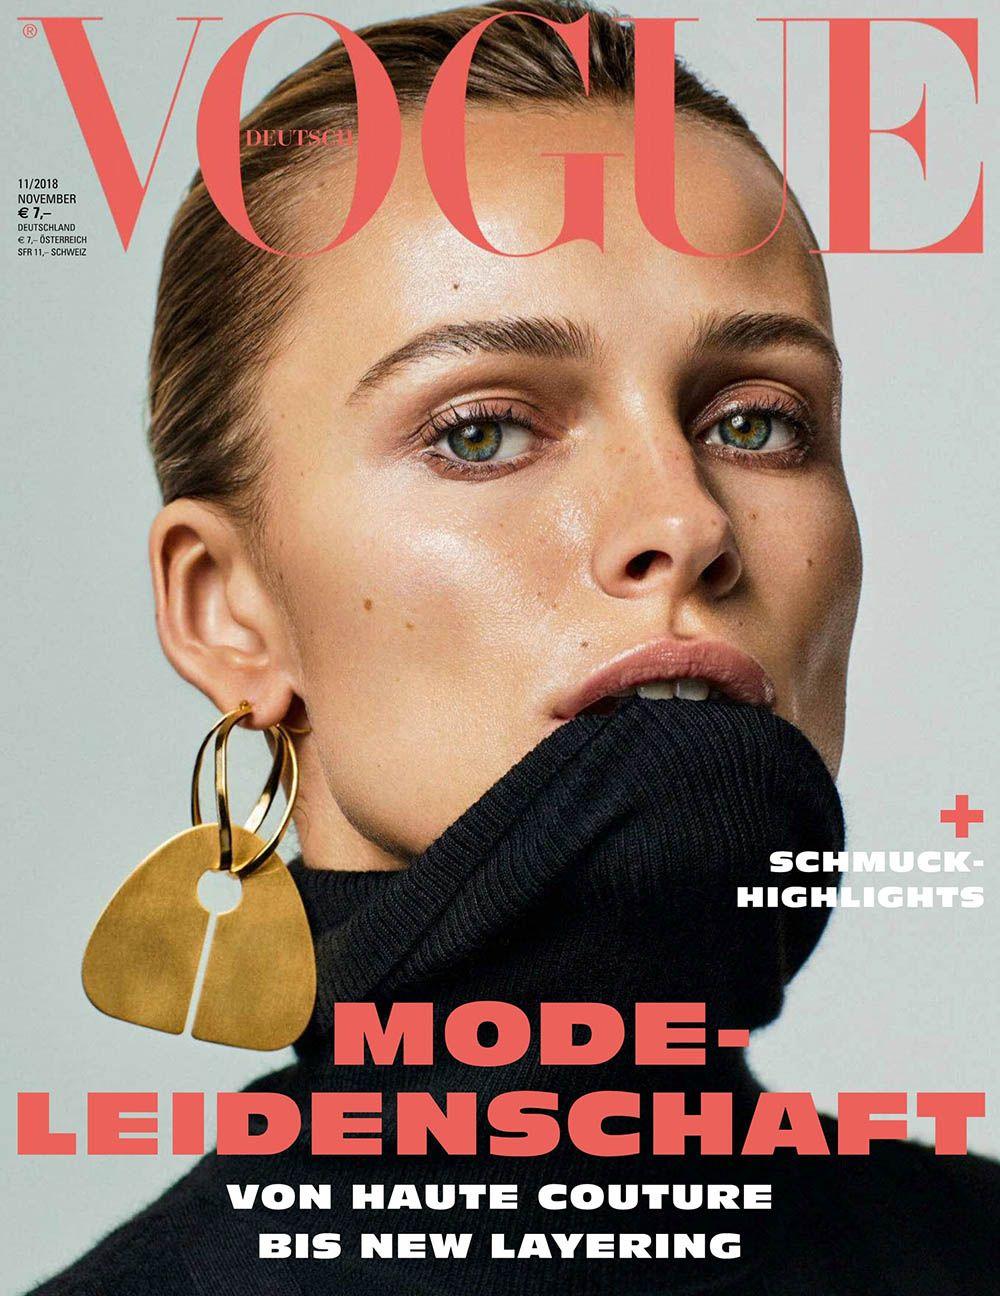 ®
VOGUE
DEUTSCH
11/2018
NOVEMBER
€ 7,–
DEUTSCHLAND
€ 7,– ÖSTERREICH
SFR 11,– SCHWEIZ
+
SCHMUCK-
HIGHLIGHTS
MODE-
LEIDENSCHAFT
VON HAUTE COUTURE
BIS NEW LAYERING